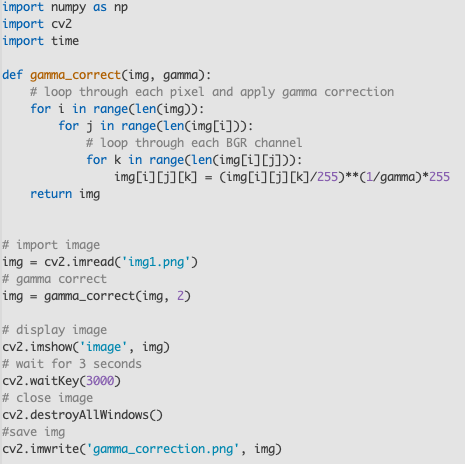 import numpy as np
import cv2
import time
def gamma_correct(img, gamma):
    # loop through each pixel and apply gamma correction
    for i in range(len(img)):
        for j in range(len(img[i])):
            # loop through each BGR channel
            for k in range(len(img[i][j])):
                img[i][j][k] = (img[i][j][k]/255)**(1/gamma)*255
    return img
# import image
img = cv2.imread('img1.png')
# gamma correct
img = gamma_correct(img, 2)
# display image
cv2.imshow('image', img)
# wait for 3 seconds
cv2.waitKey(3000)
# close image
cv2.destroyAllWindows()
#save img
cv2.imwrite('gamma_correction.png', img)